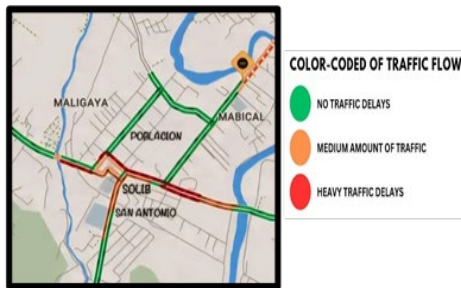 MALIGAYA
POBLACION
MABICAL
SOLIB
SAN ANTONIO
COLOR-CODED OF TRAFFIC FLOW
NO TRAFFIC DELAYS
MEDIUM AMOUNT OF TRAFFIC
HEAVY TRAFFIC DELAYS